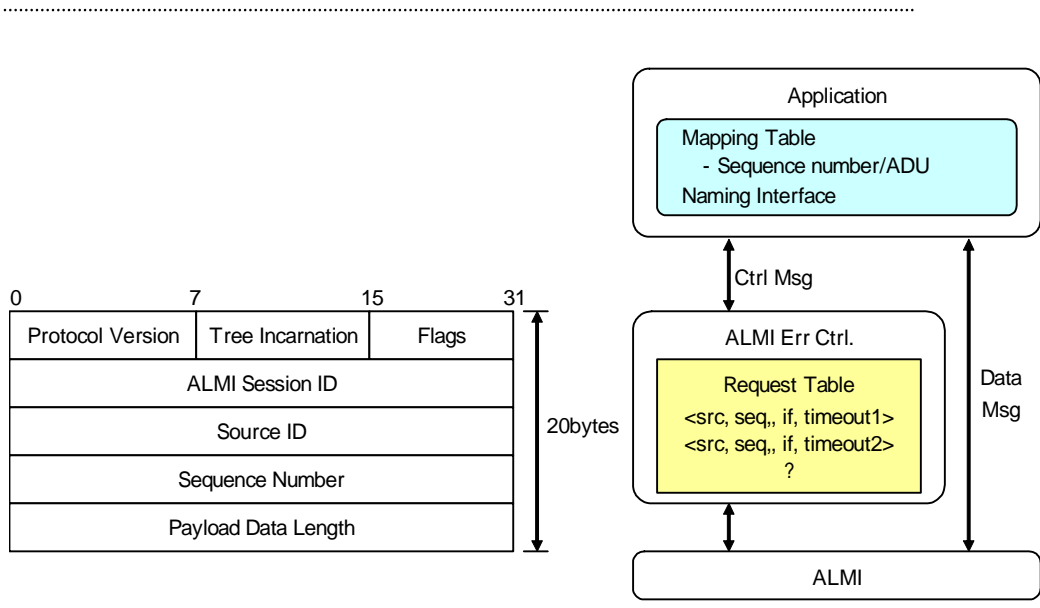 0 7 15 31
Protocol Version Tree Incarnation Flags
ALMI Session ID
Source ID
Sequence Number
Payload Data Length
20bytes
Application
Mapping Table
- Sequence number/ADU
Naming Interface
Ctrl Msg
ALMI Err Ctrl.
Request Table
<src, seq,, if, timeout1>
<src, seq,, if, timeout2>
?
Data
Msg
ALMI